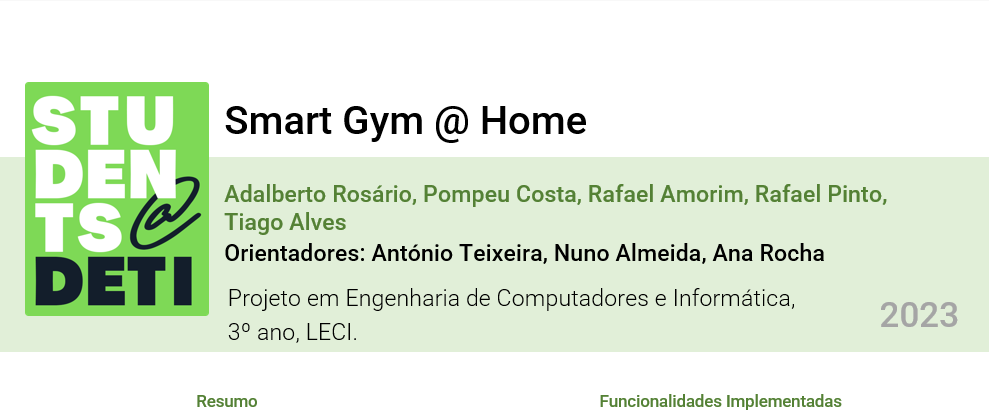 STU
DEN
TS @
DETI
Smart Gym @ Home
Adalberto Rosário, Pompeu Costa, Rafael Amorim, Rafael Pinto,
Tiago Alves
Orientadores: António Teixeira, Nuno Almeida, Ana Rocha
Projeto em Engenharia de Computadores e Informática,
3º ano, LECI.
2023
Resumo
Funcionalidades Implementadas